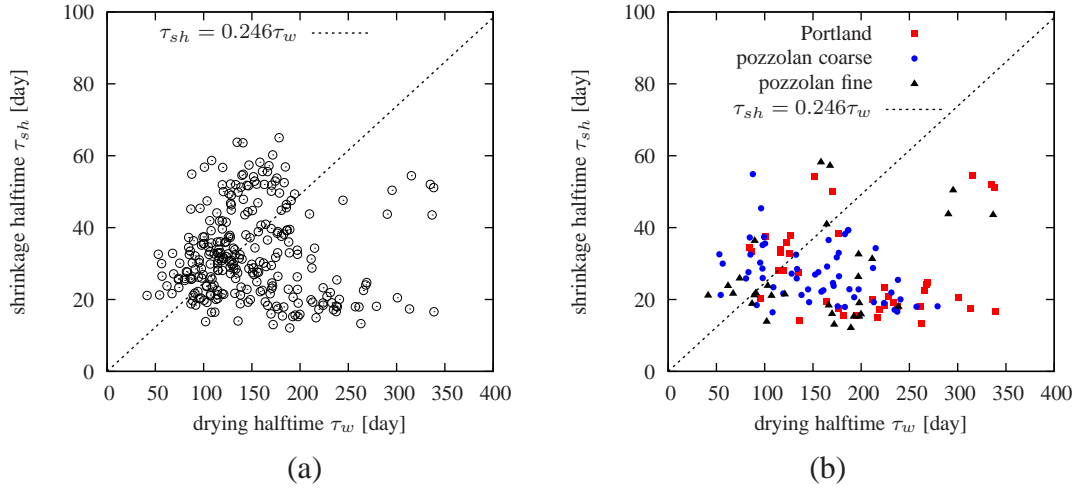 τsh = 0.246τw
100
80
60
40
20
0
0 50 100 150 200 250 300 350 400
shrinkage halftime τsh [day]
drying halftime τw [day]
(a)
Portland
pozzolan coarse
pozzolan fine
τsh = 0.246τw
100
80
60
40
20
0
0 50 100 150 200 250 300 350 400
shrinkage halftime τsh [day]
drying halftime τw [day]
(b)